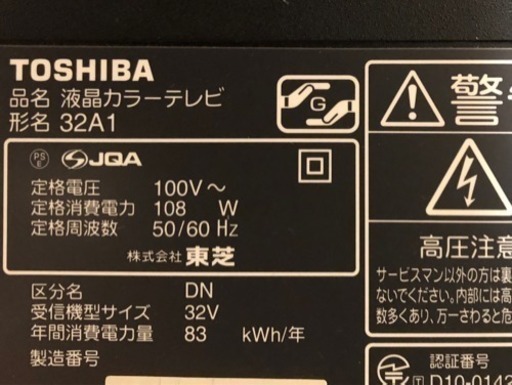 TOSHIBA
品名 液晶カラーテレビ
形名 32A1
G
PS
E
JQA
定格電圧 100V～
定格消費電力 108 W
定格周波数 50/60 Hz
株式会社 東芝
区分名 DN
受信機型サイズ 32V
年間消費電力量 83 kWh/年
製造番号
警
高圧注意
サービスマン以外の方は裏
ないでください。内部には高
多くあり、万一さわると危
認証番号
T D10-0142